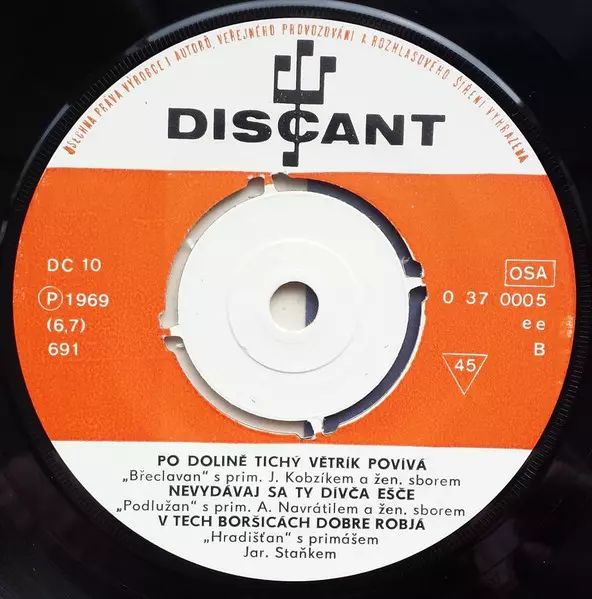 VŠECHNA PRÁVA VÝROBCE I AUTORŮ, VEŘEJNÉHO PROVOZOVÁNÍ A ROZHLASOVÉHO ŠÍŘENÍ VYHRAZENA
DISCANT
DC 10
Ⓟ 1969
(6,7)
691
OSA
0 37 0005
ee
B
45
PO DOLINĚ TICHÝ VĚTRÍK POVÍVÁ
„Břeclavan“ s prim. J. Kobzíkem a žen. sborem
NEVYDÁVAJ SA TY DÍVČA EŠČE
„Podlužan“ s prim. A. Navrátilem a žen. sborem
V TECH BORŠICÁCH DOBRE ROBJÁ
„Hradišťan“ s primášem
Jar. Staňkem